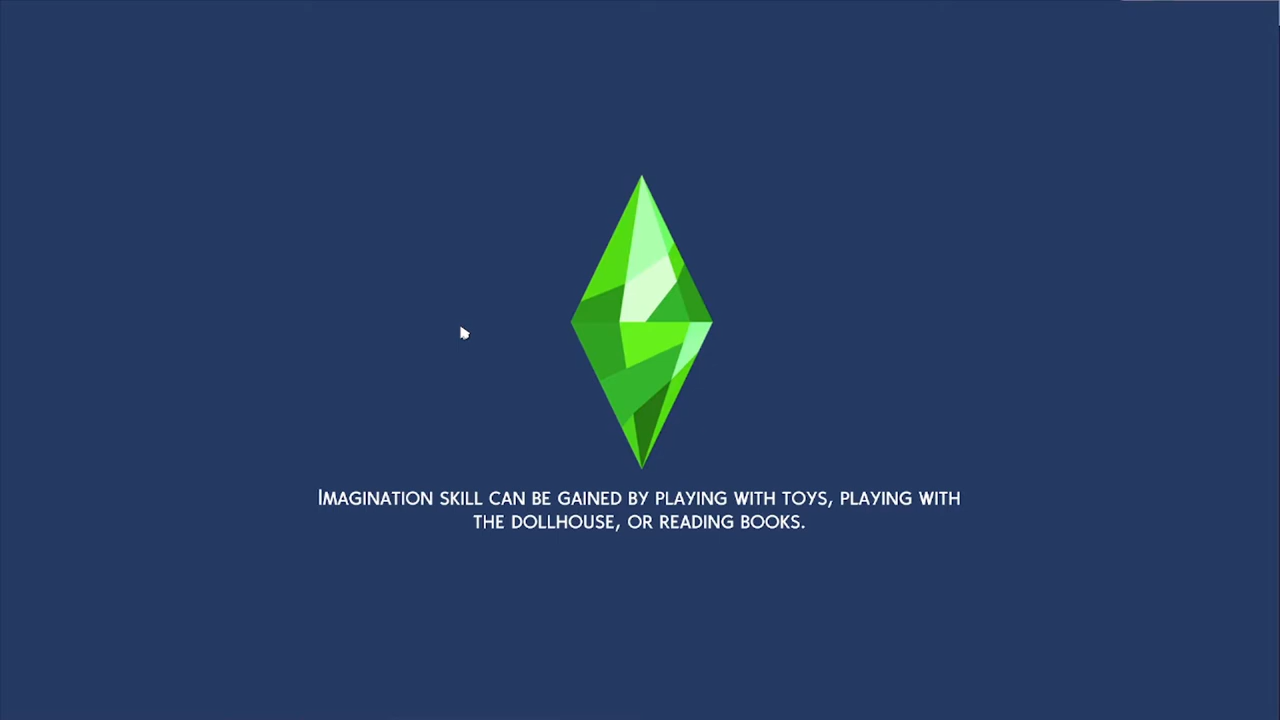 Imagination skill can be gained by playing with toys, playing with
the dollhouse, or reading books.